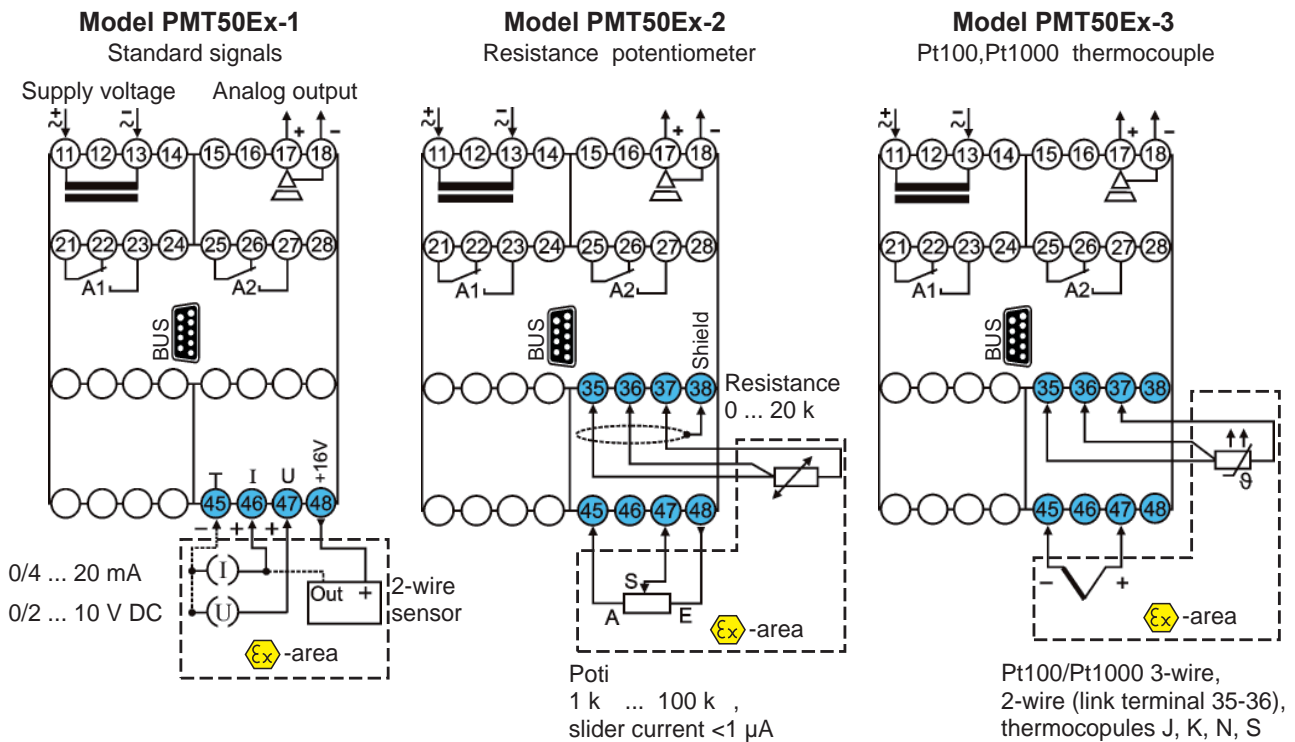 Model PMT50Ex-1
Standard signals
Supply voltage Analog output
~ + ~ − + −
11 12 13 14 15 16 17 18
21 22 23 24 25 26 27 28
A1 A2
BUS
T I U +16V
45 46 47 48
− + +
0/4 ... 20 mA
0/2 ... 10 V DC
I
U
Out +
2-wire
sensor
Ex -area
Model PMT50Ex-2
Resistance potentiometer
~ + ~ − + −
11 12 13 14 15 16 17 18
21 22 23 24 25 26 27 28
A1 A2
BUS
Shield
35 36 37 38
Resistance
0 ... 20 k
45 46 47 48
S
A E
Ex -area
Poti
1 k ... 100 k ,
slider current <1 µA
Model PMT50Ex-3
Pt100,Pt1000 thermocouple
~ + ~ − + −
11 12 13 14 15 16 17 18
21 22 23 24 25 26 27 28
A1 A2
BUS
35 36 37 38
ϑ
45 46 47 48
− +
Ex -area
Pt100/Pt1000 3-wire,
2-wire (link terminal 35-36),
thermocopules J, K, N, S